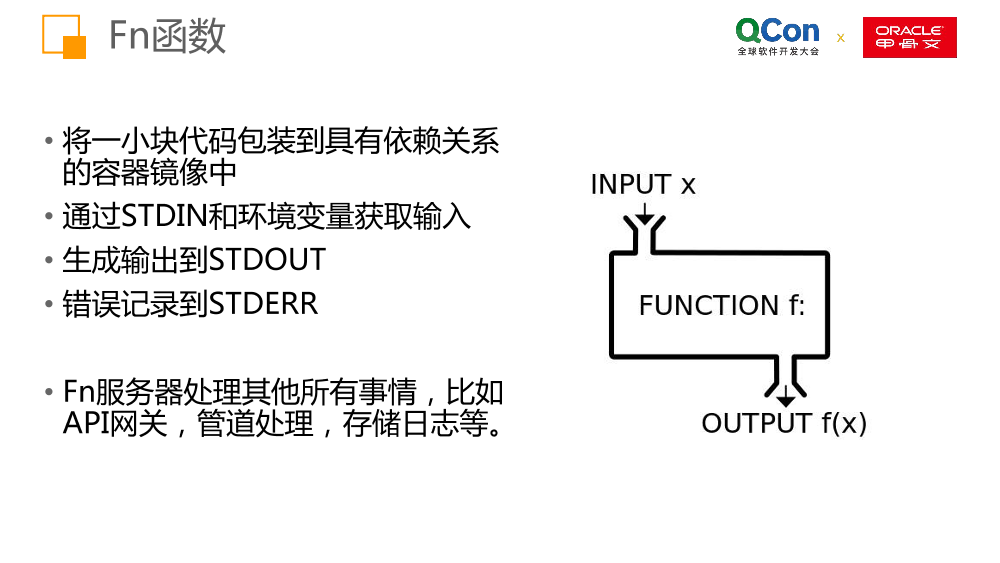 Fn函数
QCon
全球软件开发大会
x
ORACLE
甲骨文
• 将一小块代码包装到具有依赖关系
的容器镜像中
• 通过STDIN和环境变量获取输入
• 生成输出到STDOUT
• 错误记录到STDERR
• Fn服务器处理其他所有事情，比如
API网关，管道处理，存储日志等。
INPUT x
FUNCTION f:
OUTPUT f(x)